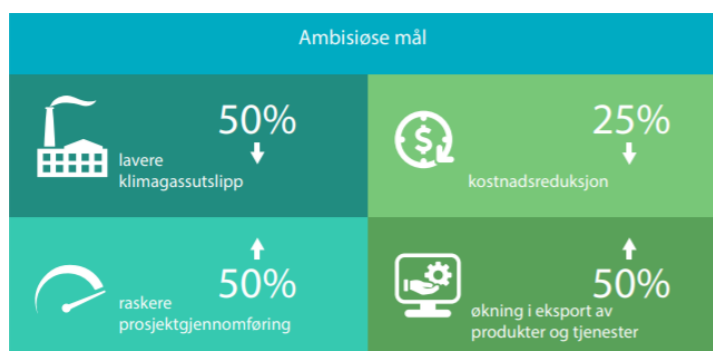 Ambisiøse mål
50%
lavere
klimagassutslipp
25%
kostnadsreduksjon
50%
raskere
prosjektgjennomføring
50%
økning i eksport av
produkter og tjenester